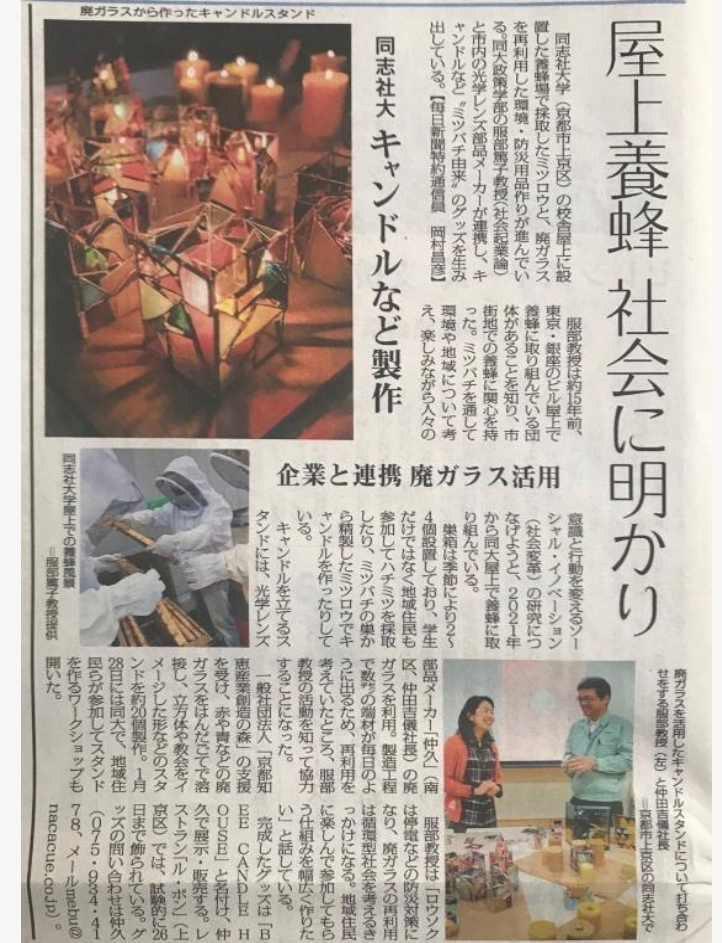 廃ガラスから作ったキャンドルスタンド
屋上養蜂 社会に明かり
同志社大 キャンドルなど製作
同志社大学（京都市上京区）の校舎屋上に設
置した養蜂場で採取したミツロウと、廃ガラス
を再利用した環境・防災用品作りが進んでい
る。同大政策学部の服部篤子教授（社会起業論）
と市内の光学レンズ部品メーカーが連携し、キ
ャンドルなど〝ミツバチ由来〟のグッズを生み
出している。【毎日新聞特約通信員 岡村昌彦】
服部教授は約15年前、
東京・銀座のビル屋上で
養蜂に取り組んでいる団
体があることを知り、市
街地での養蜂に関心を持
った。ミツバチを通して
環境や地域について考
え、楽しみながら人々の
企業と連携 廃ガラス活用
意識と行動を変えるソー
シャル・イノベーション
（社会変革）の研究につ
なげようと、2021年
から同大屋上で養蜂に取
り組んでいる。
巣箱は季節により2〜
4個設置しており、学生
だけではなく地域住民も
参加してハチミツを採取
したり、ミツバチの巣か
ら精製したミツロウでキ
ャンドルを作ったりして
いる。
キャンドルを立てるス
タンドには、光学レンズ
同志社大学屋上での養蜂風景
＝服部篤子教授提供
部品メーカー「仲久」（南
区、仲田吉儀社長）の廃
ガラスを利用。製造工程
で数㌢の端材が毎日のよ
うに出るため、再利用を
考えていたところ、服部
教授の活動を知って協力
することになった。
一般社団法人「京都知
恵産業創造の森」の支援
を受け、赤や青などの廃
ガラスをはんだごてで溶
接し、立方体や教会をイ
メージした形などのスタ
ンドを約20個製作。1月
28日には同大で、地域住
民らが参加してスタンド
を作るワークショップも
開いた。
廃ガラスを活用したキャンドルスタンドについて打ち合わ
せをする服部教授（左）と仲田吉儀社長
＝京都市上京区の同志社大で
服部教授は「ロウソク
は停電などの防災対策に
なり、廃ガラスの再利用
は循環型社会を考えるき
っかけになる。地域住民
に楽しんで参加してもら
う仕組みを幅広く作りた
い」と話している。
完成したグッズは「B
EE CANDLE H
OUSE」と名付け、仲
久で展示・販売する。レ
ストラン「ル・ポン」（上
京区）では、試験的に26
日まで飾られている。グ
ッズの問い合わせは仲久
（075・934・41
78、メールmebu@
nacacue.co.jp）。